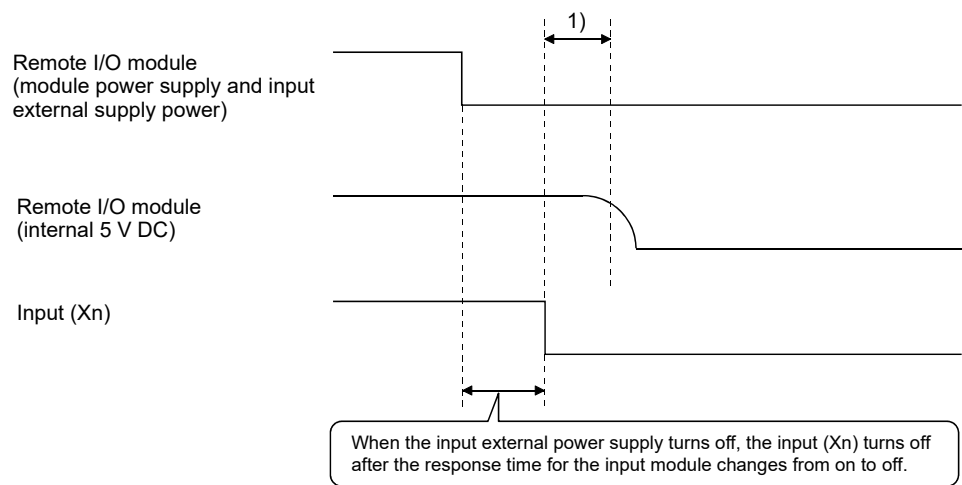 1)
Remote I/O module
(module power supply and input
external supply power)
Remote I/O module
(internal 5 V DC)
Input (Xn)
When the input external power supply turns off, the input (Xn) turns off
after the response time for the input module changes from on to off.